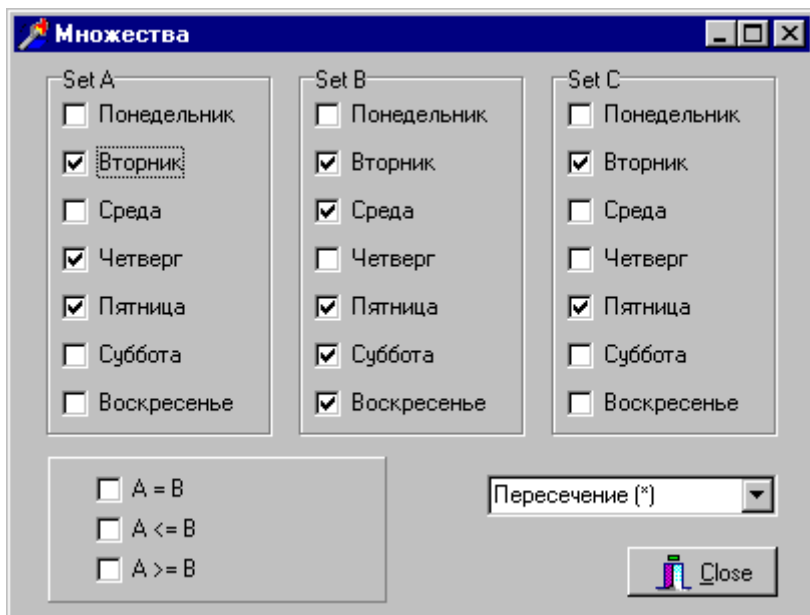 Множества
Set A
Понедельник
Вторник
Среда
Четверг
Пятница
Суббота
Воскресенье
Set B
Понедельник
Вторник
Среда
Четверг
Пятница
Суббота
Воскресенье
Set C
Понедельник
Вторник
Среда
Четверг
Пятница
Суббота
Воскресенье
A = B
A <= B
A >= B
Пересечение (*)
Close